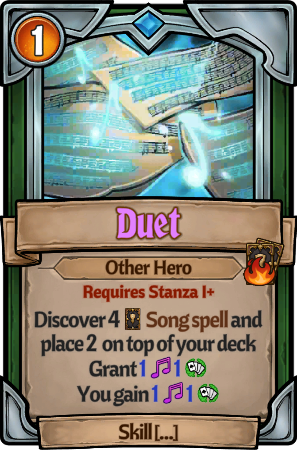 1
Duet
Other Hero
Requires Stanza I+
Discover 4 Song spell and
place 2 on top of your deck
Grant 1 1
You gain 1 1
Skill [...]